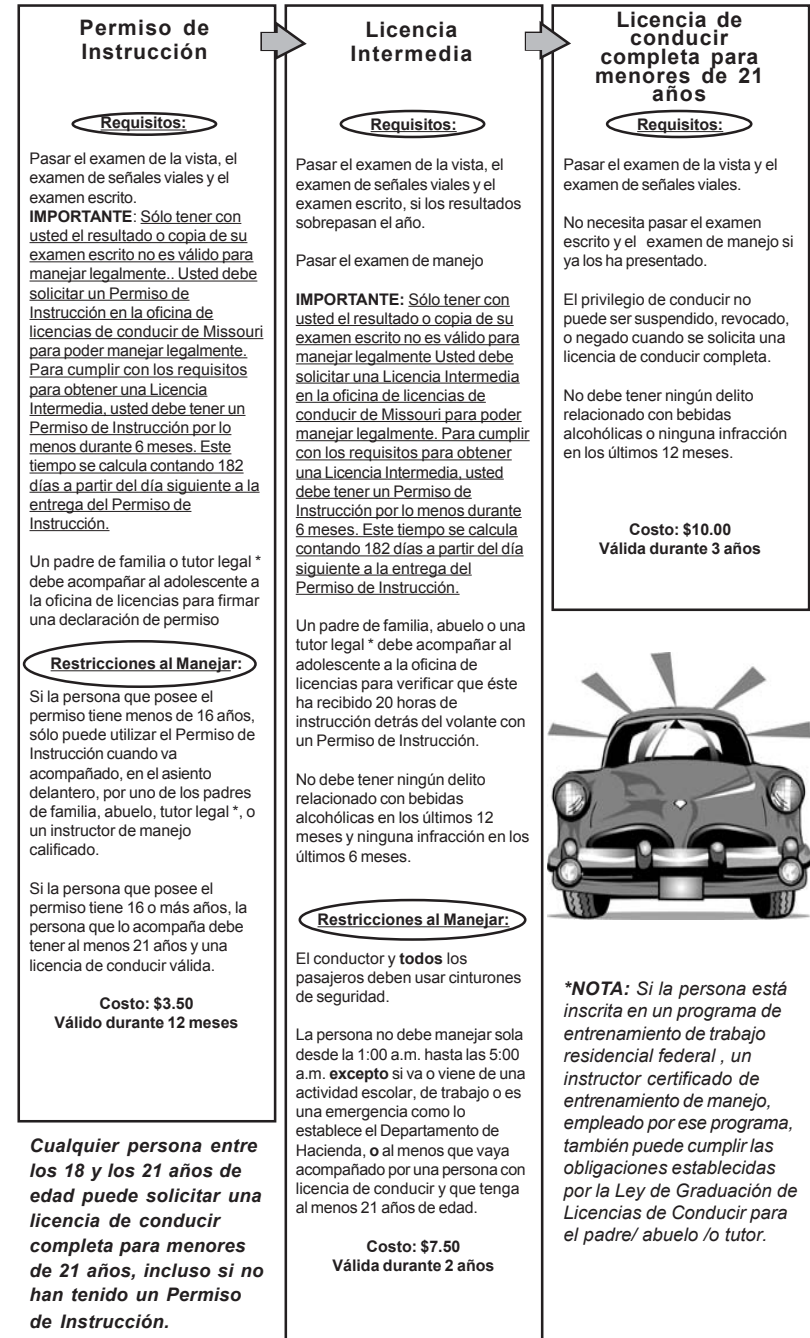 Permiso de
Instrucción
Requisitos:
Pasar el examen de la vista, el
examen de señales viales y el
examen escrito.
IMPORTANTE: Sólo tener con
usted el resultado o copia de su
examen escrito no es válido para
manejar legalmente.. Usted debe
solicitar un Permiso de
Instrucción en la oficina de
licencias de conducir de Missouri
para poder manejar legalmente.
Para cumplir con los requisitos
para obtener una Licencia
Intermedia, usted debe tener un
Permiso de Instrucción por lo
menos durante 6 meses. Este
tiempo se calcula contando 182
días a partir del día siguiente a la
entrega del Permiso de
Instrucción.
Un padre de familia o tutor legal *
debe acompañar al adolescente a
la oficina de licencias para firmar
una declaración de permiso
Restricciones al Manejar:
Si la persona que posee el
permiso tiene menos de 16 años,
sólo puede utilizar el Permiso de
Instrucción cuando va
acompañado, en el asiento
delantero, por uno de los padres
de familia, abuelo, tutor legal *, o
un instructor de manejo
calificado.
Si la persona que posee el
permiso tiene 16 o más años, la
persona que lo acompaña debe
tener al menos 21 años y una
licencia de conducir válida.
Costo: $3.50
Válido durante 12 meses
Cualquier persona entre
los 18 y los 21 años de
edad puede solicitar una
licencia de conducir
completa para menores
de 21 años, incluso si no
han tenido un Permiso
de Instrucción.
Licencia
Intermedia
Requisitos:
Pasar el examen de la vista, el
examen de señales viales y el
examen escrito, si los resultados
sobrepasan el año.
Pasar el examen de manejo
IMPORTANTE: Sólo tener con
usted el resultado o copia de su
examen escrito no es válido para
manejar legalmente Usted debe
solicitar una Licencia Intermedia
en la oficina de licencias de
conducir de Missouri para poder
manejar legalmente. Para cumplir
con los requisitos para obtener
una Licencia Intermedia, usted
debe tener un Permiso de
Instrucción por lo menos durante
6 meses. Este tiempo se calcula
contando 182 días a partir del día
siguiente a la entrega del
Permiso de Instrucción.
Un padre de familia, abuelo o una
tutor legal * debe acompañar al
adolescente a la oficina de
licencias para verificar que éste
ha recibido 20 horas de
instrucción detrás del volante con
un Permiso de Instrucción.
No debe tener ningún delito
relacionado con bebidas
alcohólicas en los últimos 12
meses y ninguna infracción en los
últimos 6 meses.
Restricciones al Manejar:
El conductor y todos los
pasajeros deben usar cinturones
de seguridad.
La persona no debe manejar sola
desde la 1:00 a.m. hasta las 5:00
a.m. excepto si va o viene de una
actividad escolar, de trabajo o es
una emergencia como lo
establece el Departamento de
Hacienda, o al menos que vaya
acompañado por una persona con
licencia de conducir y que tenga
al menos 21 años de edad.
Costo: $7.50
Válida durante 2 años
Licencia de
conducir
completa para
menores de 21
años
Requisitos:
Pasar el examen de la vista y el
examen de señales viales.
No necesita pasar el examen
escrito y el examen de manejo si
ya los ha presentado.
El privilegio de conducir no
puede ser suspendido, revocado,
o negado cuando se solicita una
licencia de conducir completa.
No debe tener ningún delito
relacionado con bebidas
alcohólicas o ninguna infracción
en los últimos 12 meses.
Costo: $10.00
Válida durante 3 años
*NOTA: Si la persona está
inscrita en un programa de
entrenamiento de trabajo
residencial federal , un
instructor certificado de
entrenamiento de manejo,
empleado por ese programa,
también puede cumplir las
obligaciones establecidas
por la Ley de Graduación de
Licencias de Conducir para
el padre/ abuelo /o tutor.